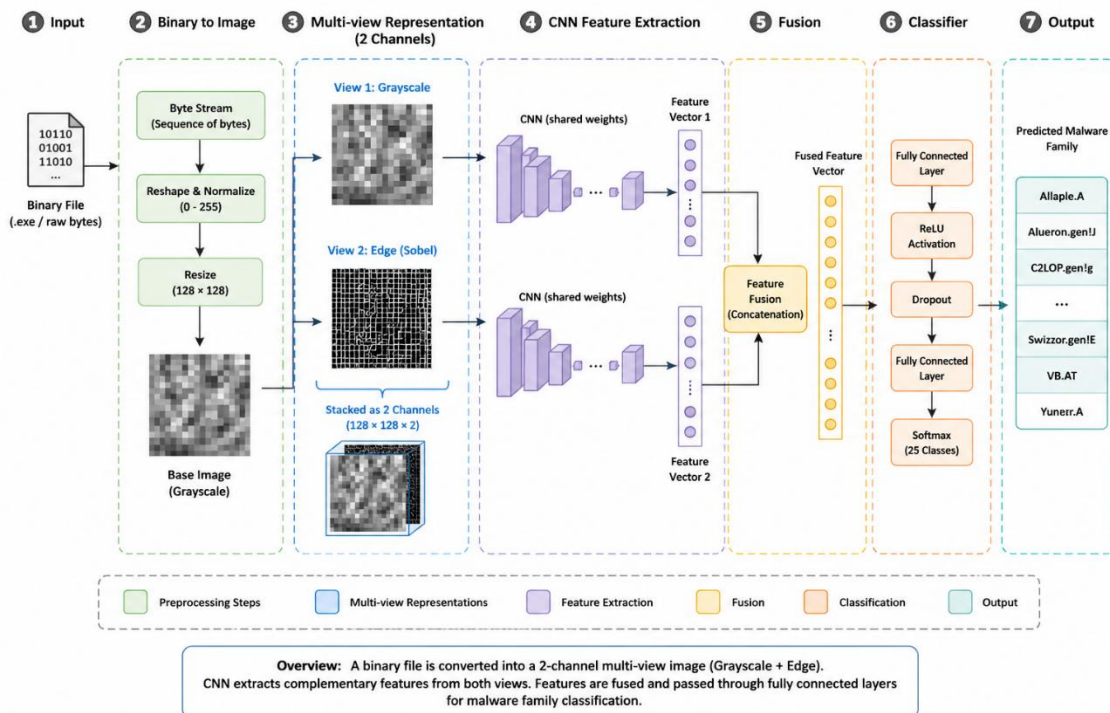 1 Input
2 Binary to Image
3 Multi-view Representation
(2 Channels)
4 CNN Feature Extraction
5 Fusion
6 Classifier
7 Output
10110
01001
11010
...
Binary File
(.exe / raw bytes)
Byte Stream
(Sequence of bytes)
Reshape & Normalize
(0 - 255)
Resize
(128 × 128)
Base Image
(Grayscale)
View 1: Grayscale
View 2: Edge (Sobel)
Stacked as 2 Channels
(128 × 128 × 2)
CNN (shared weights)
...
Feature
Vector 1
CNN (shared weights)
...
Feature
Vector 2
Feature
Fusion
(Concatenation)
Fused Feature
Vector
Fully Connected
Layer
ReLU
Activation
Dropout
Fully Connected
Layer
Softmax
(25 Classes)
Predicted Malware
Family
Allaple.A
Alueron.gen!J
C2LOP.gen!g
...
Swizzor.gen!E
VB.AT
Yunerr.A
Preprocessing Steps
Multi-view Representations
Feature Extraction
Fusion
Classification
Output
Overview: A binary file is converted into a 2-channel multi-view image (Grayscale + Edge).
CNN extracts complementary features from both views. Features are fused and passed through fully connected layers
for malware family classification.